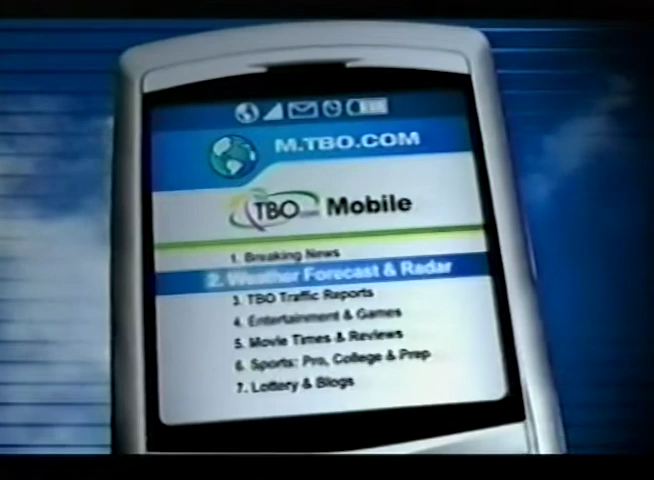 M.TBO.COM
TBO.com Mobile
1. Breaking News
2. Weather Forecast & Radar
3. TBO Traffic Reports
4. Entertainment & Games
5. Movie Times & Reviews
6. Sports: Pro, College & Prep
7. Lottery & Blogs